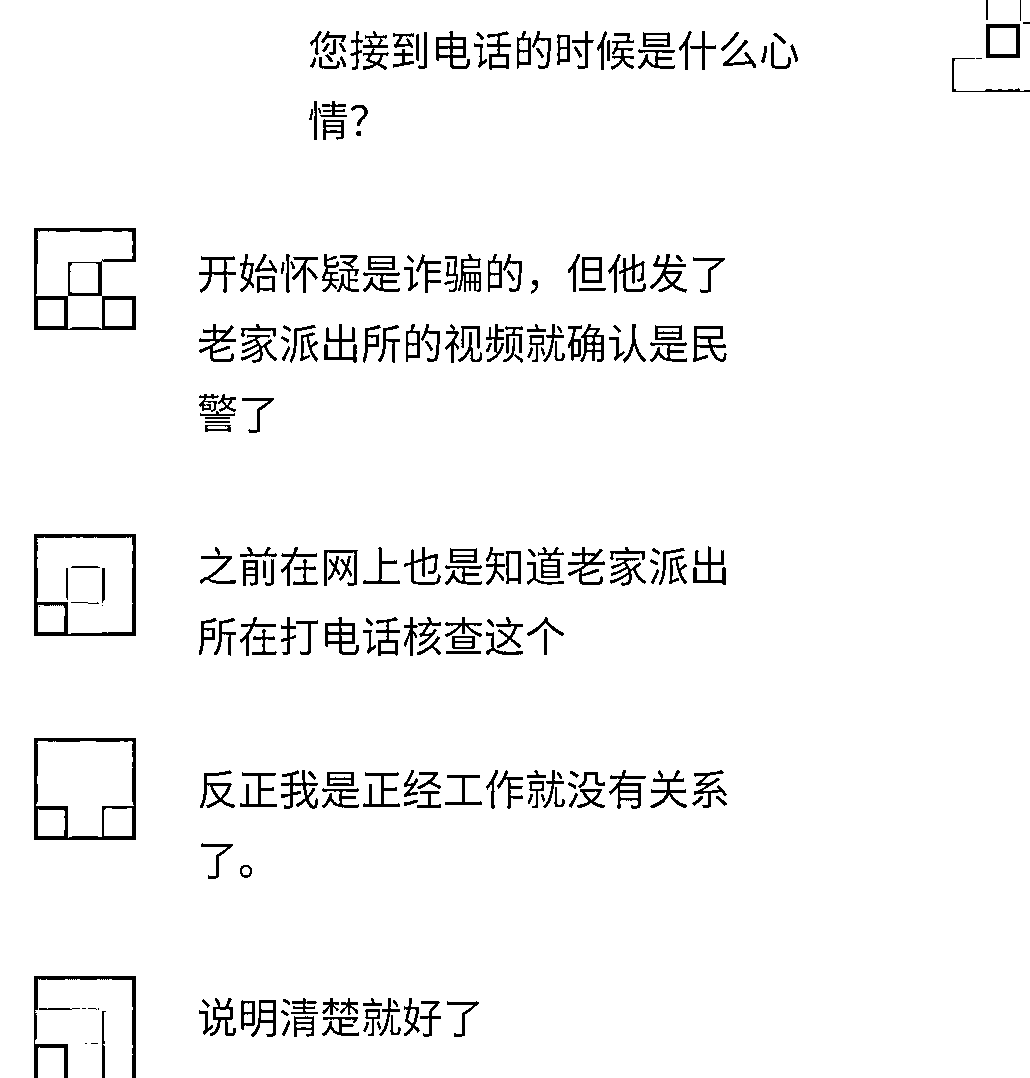 您接到电话的时候是什么心
情？
开始怀疑是诈骗的，但他发了
老家派出所的视频就确认是民
警了
之前在网上也是知道老家派出
所在打电话核查这个
反正我是正经工作就没有关系
了。
说明清楚就好了